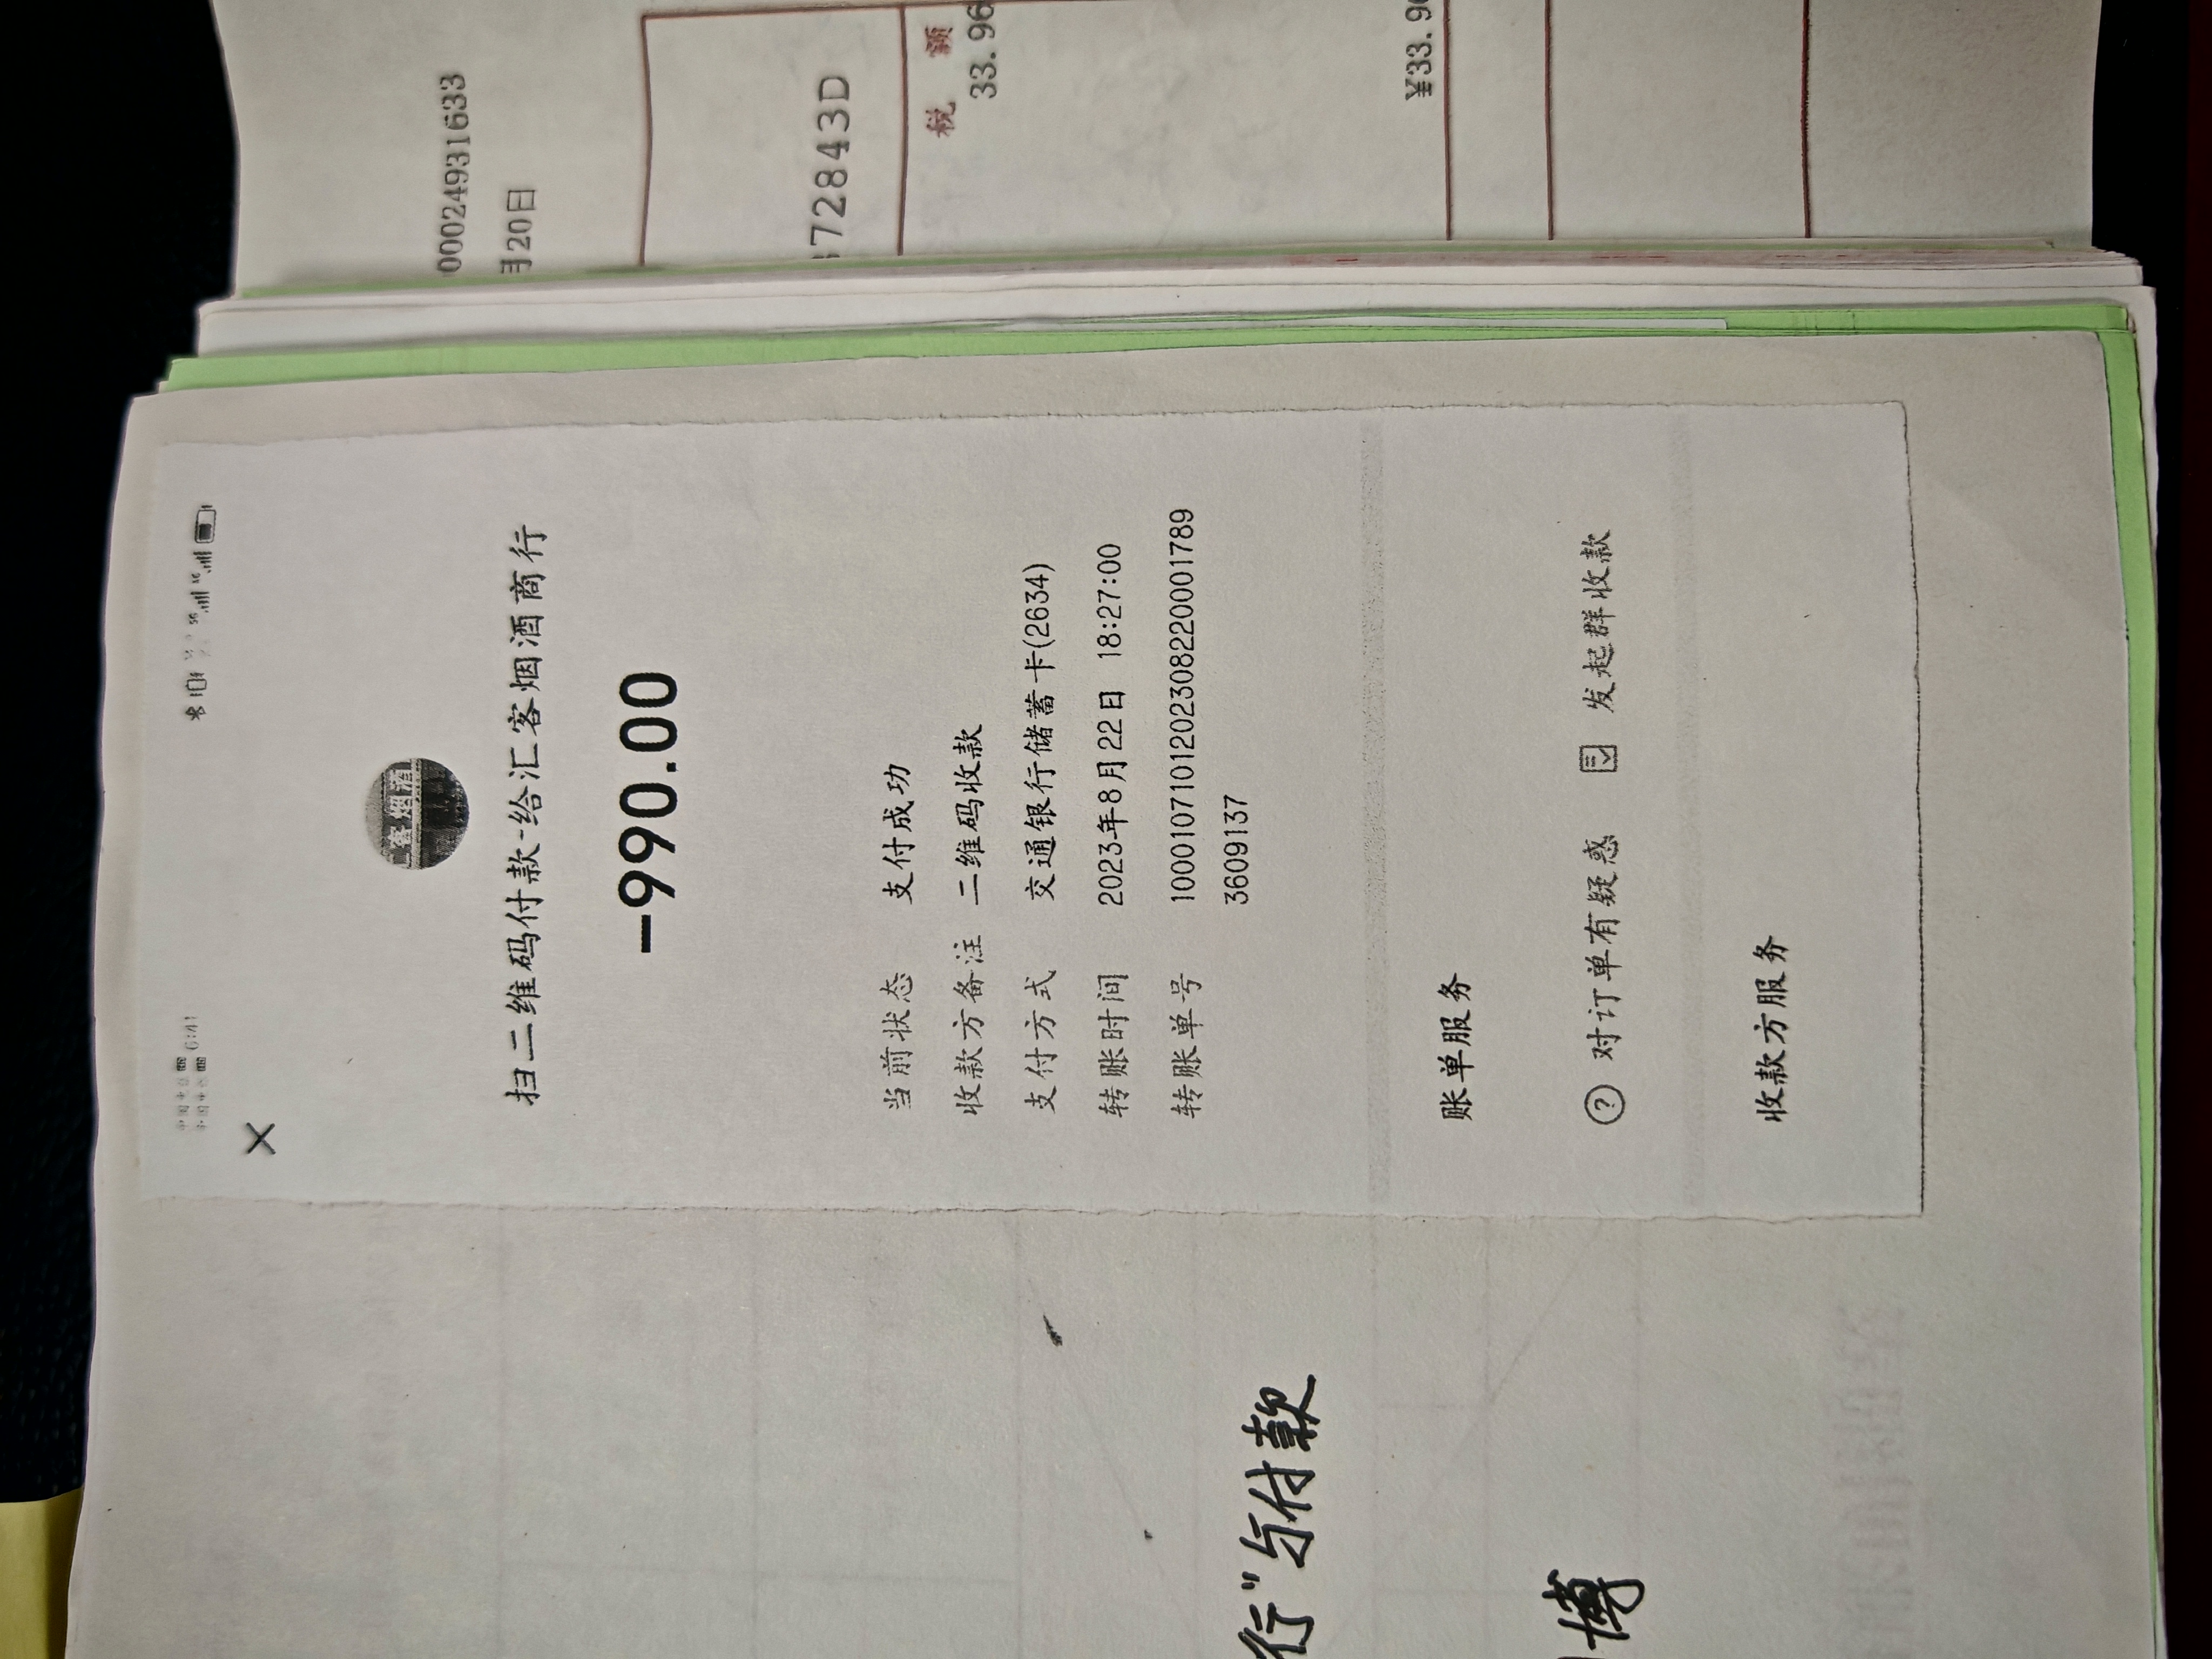 中国电信HD 6:41
中国电信HD
汇客烟酒
扫二维码付款-给汇客烟酒商行
-990.00
当前状态 支付成功
收款方备注 二维码收款
支付方式 交通银行储蓄卡(2634)
转账时间 2023年8月22日 18:27:00
转账单号 1000107101202308220001789
3609137
账单服务
对订单有疑惑 发起群收款
收款方服务
行"与付款
博
00024931633
月20日
372843D
税 额
33.96
¥33.96